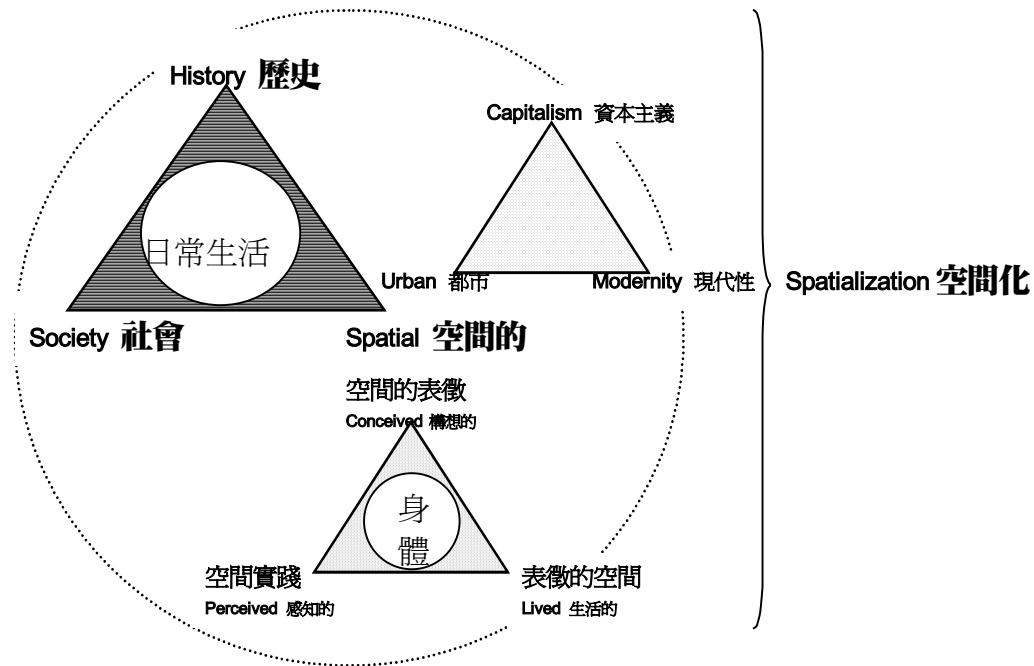 History 歷史
Capitalism 資本主義
日常生活
Urban 都市
Modernity 現代性
Spatialization 空間化
Society 社會
Spatial 空間的
空間的表徵
Conceived 構想的
身
體
空間實踐
Perceived 感知的
表徵的空間
Lived 生活的